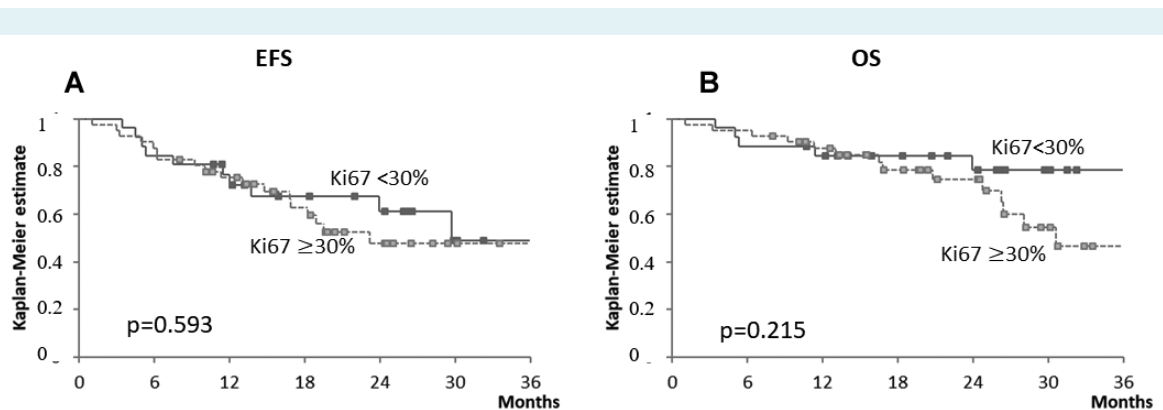 EFS
A
Kaplan-Meier estimate
1
0.8
0.6
0.4
0.2
0
Ki67 <30%
Ki67 ≥30%
p=0.593
0 6 12 18 24 30 36
Months
OS
B
Kaplan-Meier estimate
1
0.8
0.6
0.4
0.2
0
Ki67<30%
Ki67 ≥30%
p=0.215
0 6 12 18 24 30 36
Months